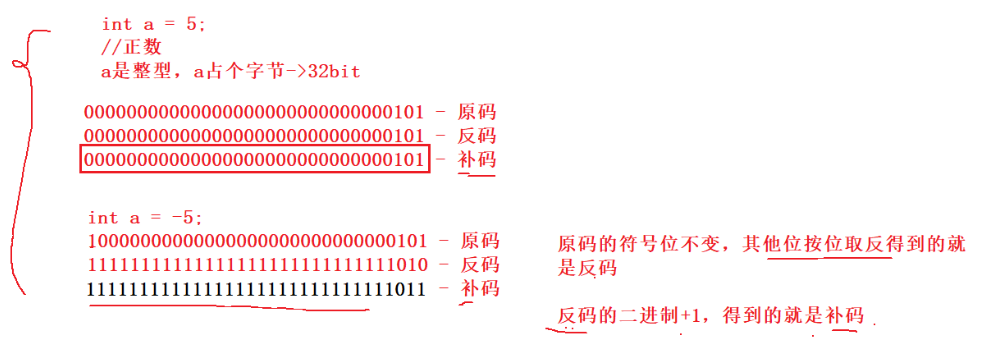 int a = 5;
//正数
a是整型，a占个字节->32bit
00000000000000000000000000000101 - 原码
00000000000000000000000000000101 - 反码
00000000000000000000000000000101 - 补码
int a = -5;
10000000000000000000000000000101 - 原码
11111111111111111111111111111010 - 反码
11111111111111111111111111111011 - 补码
原码的符号位不变，其他位按位取反得到的就
是反码
反码的二进制+1，得到的就是补码